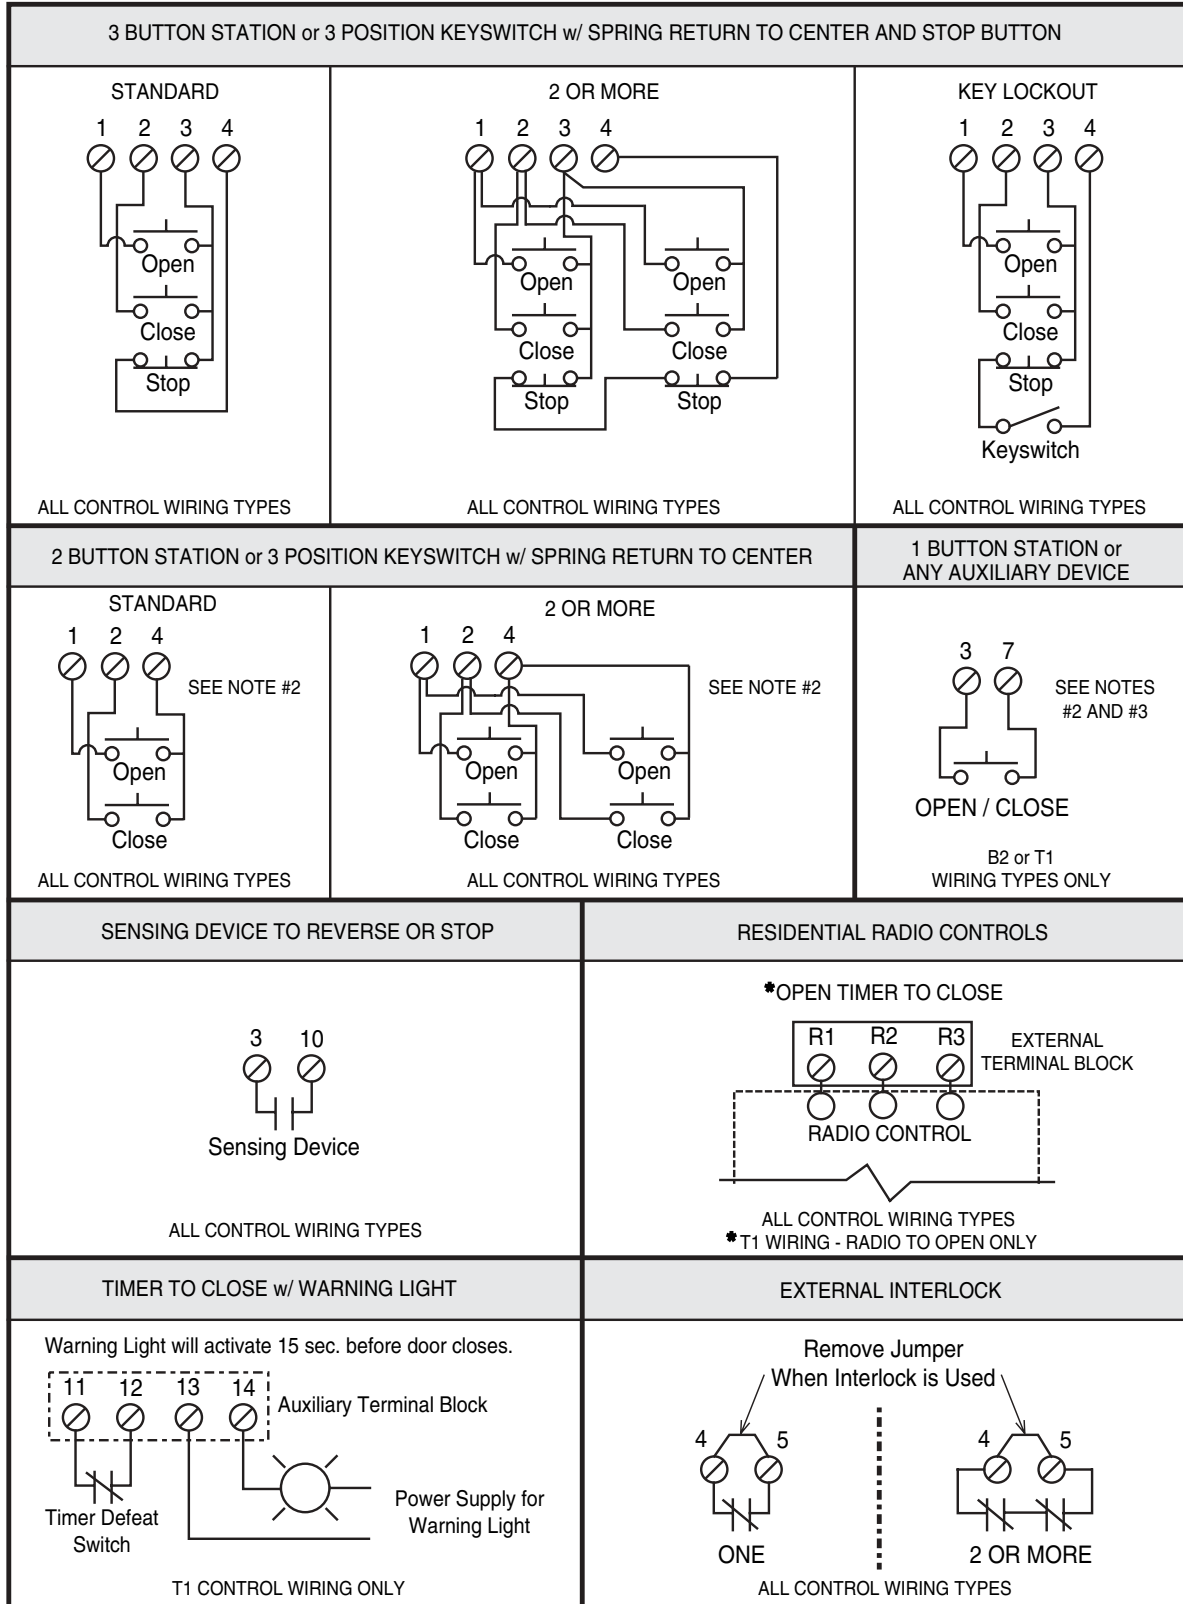 3 BUTTON STATION or 3 POSITION KEYSWITCH w/ SPRING RETURN TO CENTER AND STOP BUTTON
STANDARD
1 2 3 4
Open
Close
Stop
ALL CONTROL WIRING TYPES
2 OR MORE
1 2 3 4
Open Open
Close Close
Stop Stop
ALL CONTROL WIRING TYPES
KEY LOCKOUT
1 2 3 4
Open
Close
Stop
Keyswitch
ALL CONTROL WIRING TYPES
2 BUTTON STATION or 3 POSITION KEYSWITCH w/ SPRING RETURN TO CENTER
STANDARD
1 2 4
SEE NOTE #2
Open
Close
ALL CONTROL WIRING TYPES
2 OR MORE
1 2 4
SEE NOTE #2
Open Open
Close Close
ALL CONTROL WIRING TYPES
1 BUTTON STATION or
ANY AUXILIARY DEVICE
3 7
SEE NOTES
#2 AND #3
OPEN / CLOSE
B2 or T1
WIRING TYPES ONLY
SENSING DEVICE TO REVERSE OR STOP
3 10
Sensing Device
ALL CONTROL WIRING TYPES
RESIDENTIAL RADIO CONTROLS
*OPEN TIMER TO CLOSE
R1 R2 R3
EXTERNAL
TERMINAL BLOCK
RADIO CONTROL
ALL CONTROL WIRING TYPES
*T1 WIRING - RADIO TO OPEN ONLY
TIMER TO CLOSE w/ WARNING LIGHT
Warning Light will activate 15 sec. before door closes.
11 12 13 14
Auxiliary Terminal Block
Timer Defeat
Switch
Power Supply for
Warning Light
T1 CONTROL WIRING ONLY
EXTERNAL INTERLOCK
Remove Jumper
When Interlock is Used
4 5
ONE
4 5
2 OR MORE
ALL CONTROL WIRING TYPES